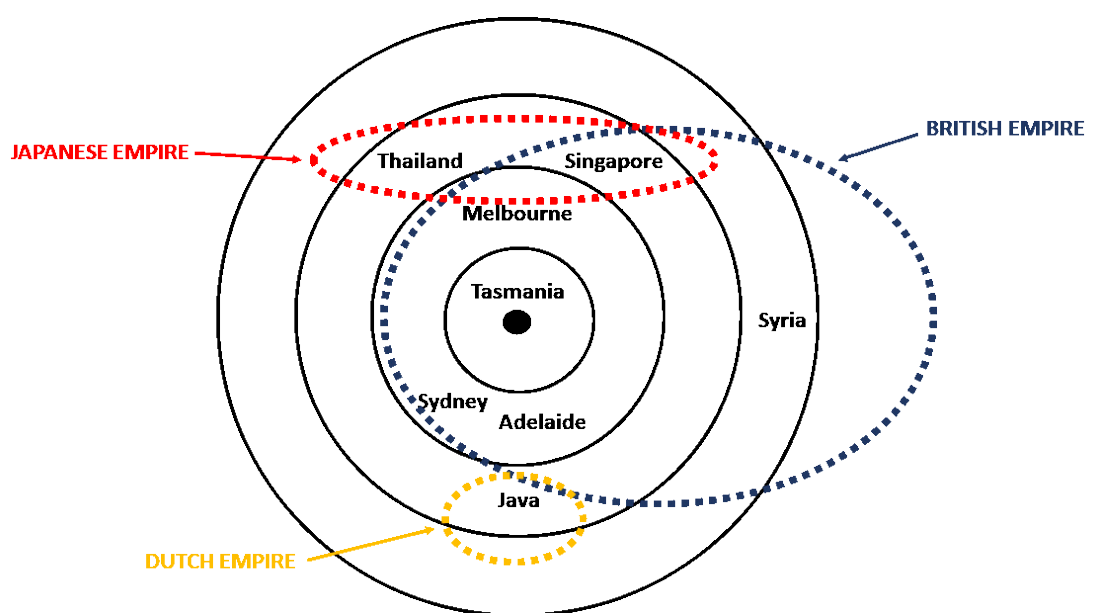 BRITISH EMPIRE
JAPANESE EMPIRE
Thailand
Singapore
Melbourne
Tasmania
Syria
Sydney
Adelaide
Java
DUTCH EMPIRE